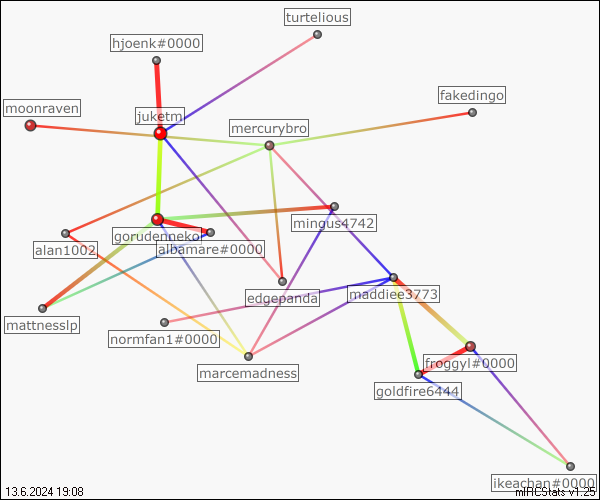 turtelious
hjoenk#0000
fakedingo
moonraven
juketm
mercurybro
mingus4742
gorudenneko
alan1002
albamare#0000
edgepanda
maddiee3773
mattnesslp
normfan1#0000
froggyl#0000
marcemadness
goldfire6444
ikeachan#0000
13.6.2024 19:08
mIRCStats v1.25